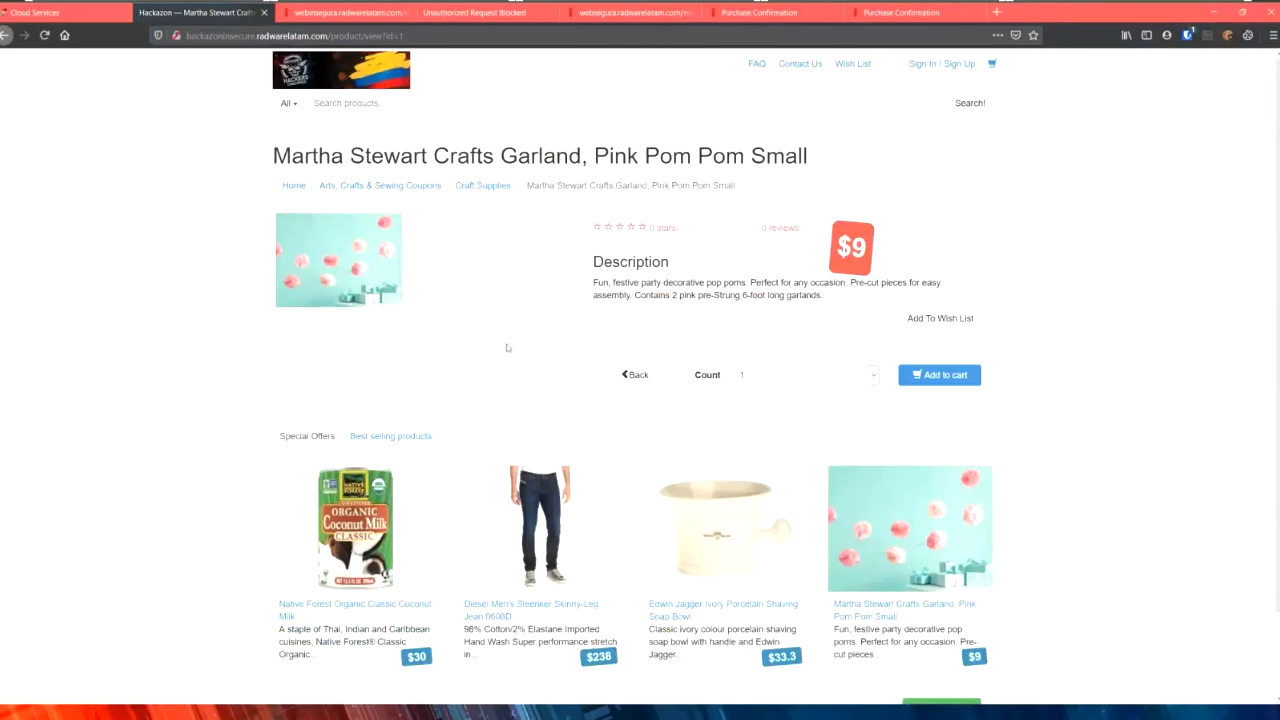 Cloud Services
Hackazon — Martha Stewart Crafts
websegura.radwarelatam.com/
Unauthorized Request Blocked
websegura.radwarelatam.com/
Purchase Confirmation
Purchase Confirmation
hackazoninsecure.radwarelatam.com/product/view?id=1
HACKERS
FAQ Contact Us Wish List Sign In / Sign Up
All Search products. Search!
Martha Stewart Crafts Garland, Pink Pom Pom Small
Home Arts, Crafts & Sewing Coupons Craft Supplies Martha Stewart Crafts Garland, Pink Pom Pom Small
0 stars 0 reviews $9
Description
Fun, festive party decorative pop poms. Perfect for any occasion. Pre-cut pieces for easy
assembly. Contains 2 pink pre-Strung 6-foot long garlands.
Add To Wish List
Back Count 1 Add to cart
Special Offers Best selling products
NATIVE FOREST
ORGANIC
Coconut Milk
CLASSIC
Native Forest Organic Classic Coconut
Milk
A staple of Thai, Indian and Caribbean
cuisines, Native Forest® Classic
Organic...
$30
Diesel Men's Sleenker Skinny-Leg
Jean 0608D
98% Cotton/2% Elastane Imported
Hand Wash Super performance stretch
in...
$238
Edwin Jagger Ivory Porcelain Shaving
Soap Bowl
Classic ivory colour porcelain shaving
soap bowl with handle and Edwin
Jagger...
$33.3
Martha Stewart Crafts Garland, Pink
Pom Pom Small
Fun, festive party decorative pop
poms. Perfect for any occasion. Pre-
cut pieces...
$9